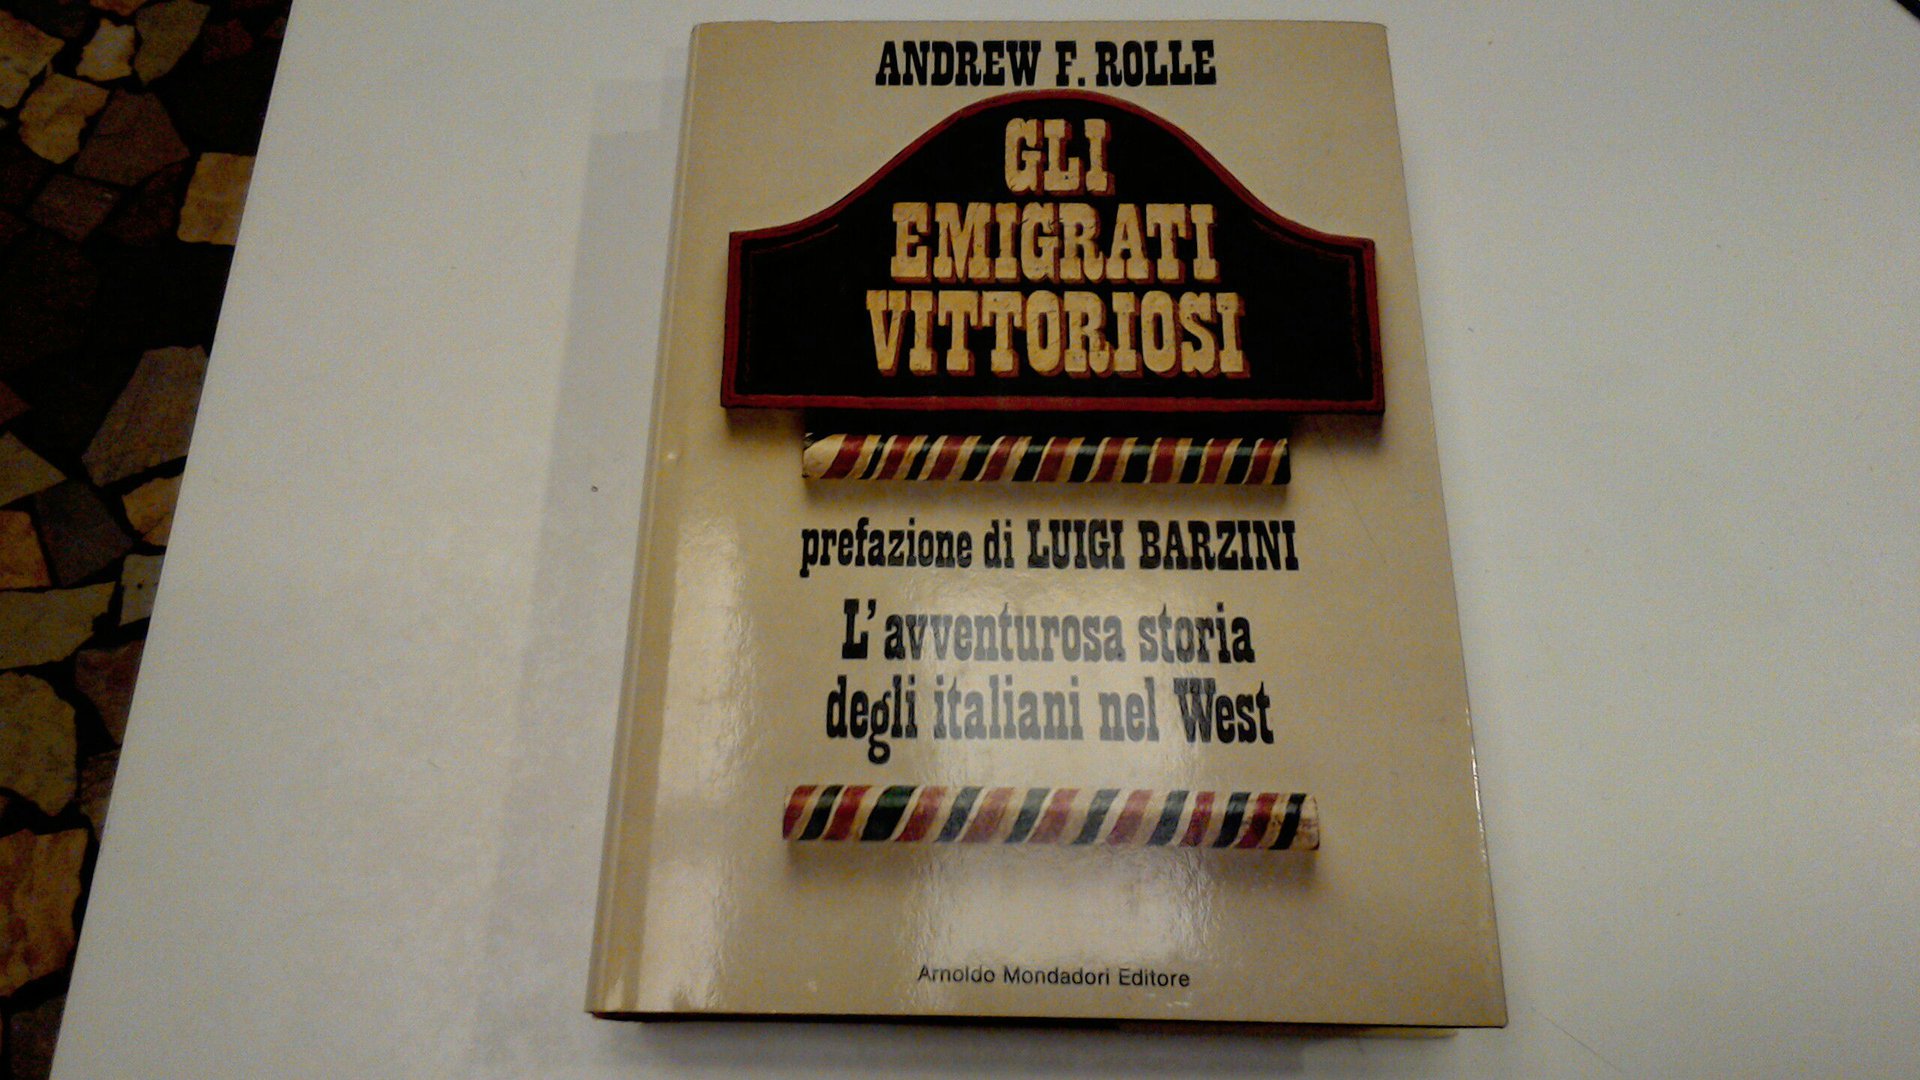 ANDREW F. ROLLE
GLI
EMIGRATI
VITTORIOSI
prefazione di LUIGI BARZINI
L'avventurosa storia
degli italiani nel West
Arnoldo Mondadori Editore